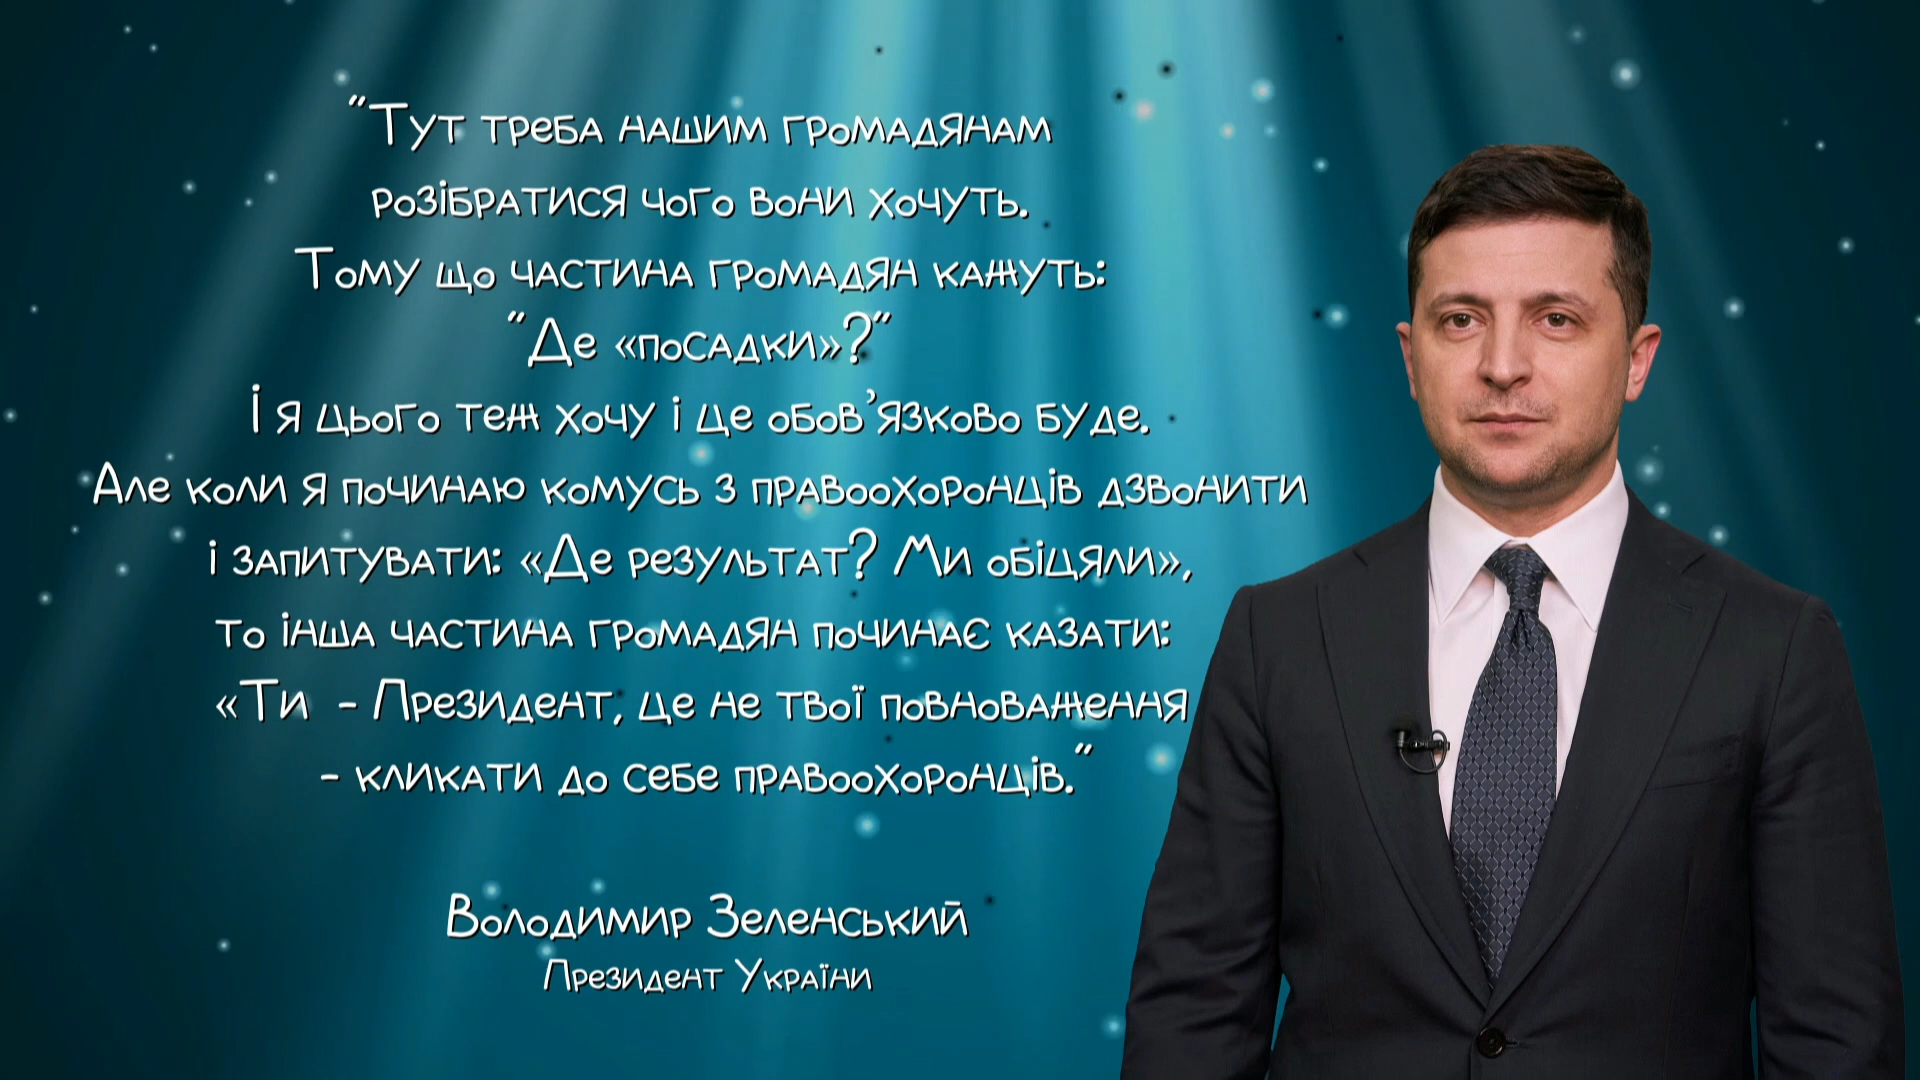 "Тут треба нашим громадянам
розібратися чого вони хочуть.
Тому що частина громадян кажуть:
"Де «посадки»?"
І я цього теж хочу і це обов’язково буде.
Але коли я починаю комусь з правоохоронців дзвонити
і запитувати: «Де результат? Ми обіцяли»,
то інша частина громадян починає казати:
«Ти - Президент, це не твої повноваження
- кликати до себе правоохоронців."
Володимир Зеленський
Президент України